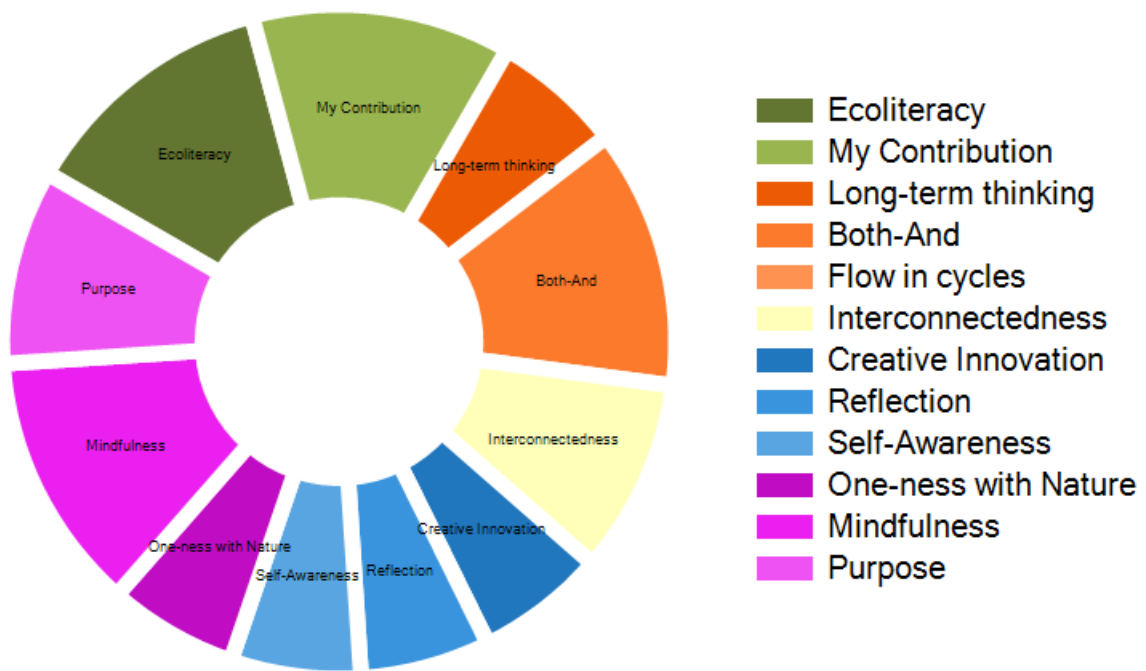 My Contribution
Ecoliteracy
Long-term thinking
Both-And
Purpose
Interconnectedness
Mindfulness
Creative Innovation
One-ness with Nature
Reflection
Self-Awareness
Ecoliteracy
My Contribution
Long-term thinking
Both-And
Flow in cycles
Interconnectedness
Creative Innovation
Reflection
Self-Awareness
One-ness with Nature
Mindfulness
Purpose